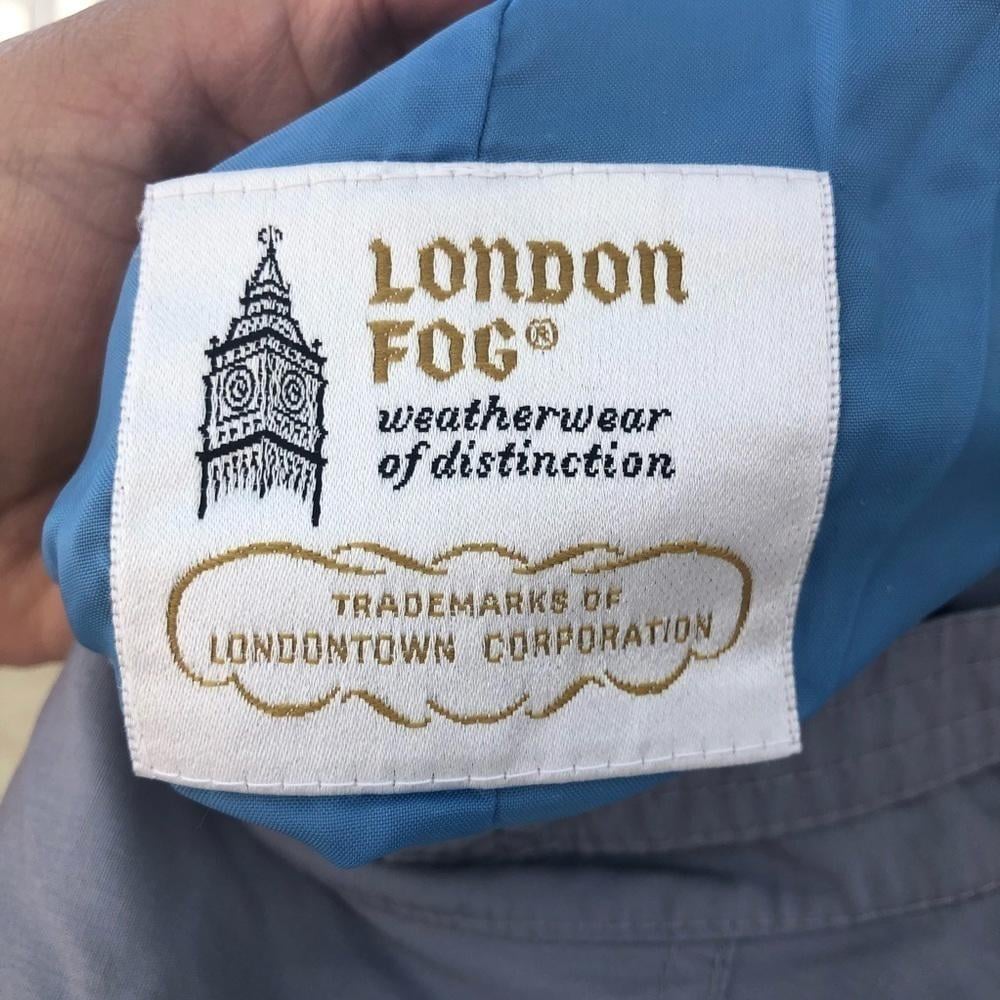 LONDON
FOG®
weatherwear
of distinction
TRADEMARKS OF
LONDONTOWN CORPORATION